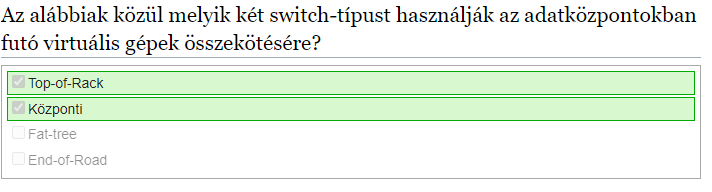 Az alábbiak közül melyik két switch-típust használják az adatközpontokban
futó virtuális gépek összekötésére?
Top-of-Rack
Központi
Fat-tree
End-of-Road